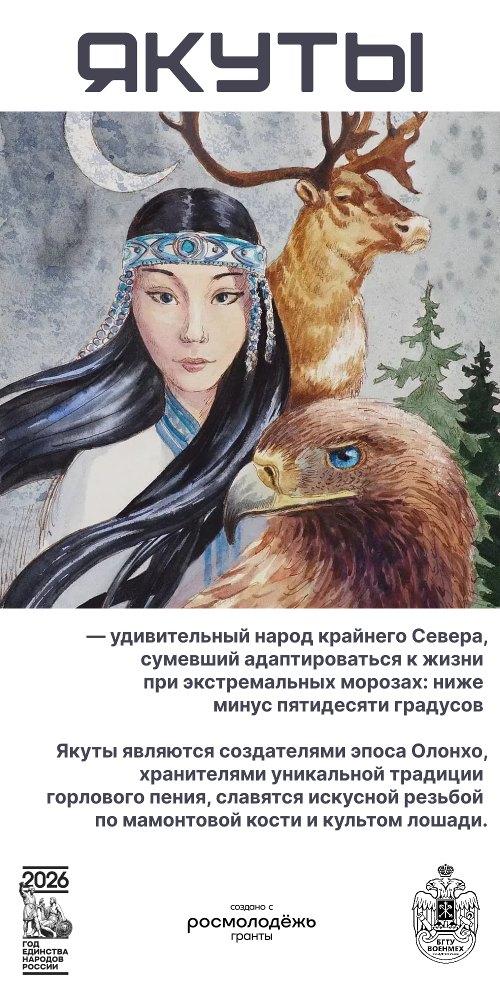 ЯКУТЫ
— удивительный народ крайнего Севера,
сумевший адаптироваться к жизни
при экстремальных морозах: ниже
минус пятидесяти градусов
Якуты являются создателями эпоса Олонхо,
хранителями уникальной традиции
горлового пения, славятся искусной резьбой
по мамонтовой кости и культом лошади.
2026
ГОД
ЕДИНСТВА
НАРОДОВ
РОССИИ
создано с
росмолодёжь
гранты
БГТУ
ВОЕНМЕХ
им. Д.Ф. Устинова